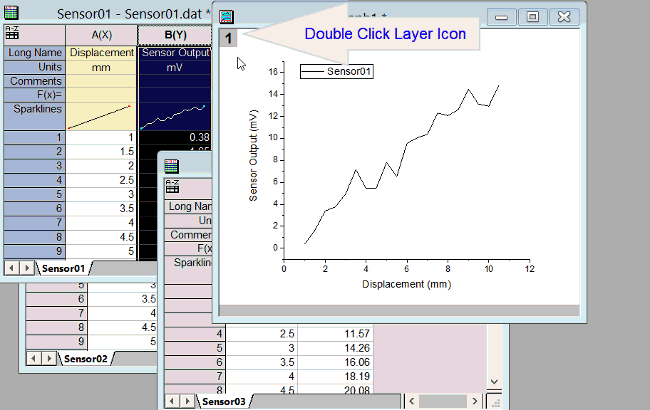 Sensor01 - Sensor01.dat *
A(X) B(Y)
Long Name Displacement Sensor Output
Units mm mV
Comments
F(x)=
Sparklines
1 1 0.38
2 1.5
3 2
4 2.5
5 3
6 3.5
7 4
8 4.5
9 5
Sensor01
5 3
6 3.5
7 4
8 4.5
9 5
Sensor02
Long Nam
Un
Commen
F(x
Sparklin
4 2.5 11.57
5 3 14.26
6 3.5 16.06
7 4 18.19
8 4.5 20.08
Sensor03
1
Double Click Layer Icon
Sensor01
16
14
12
10
8
6
4
2
0
Sensor Output (mV)
0 2 4 6 8 10 12
Displacement (mm)